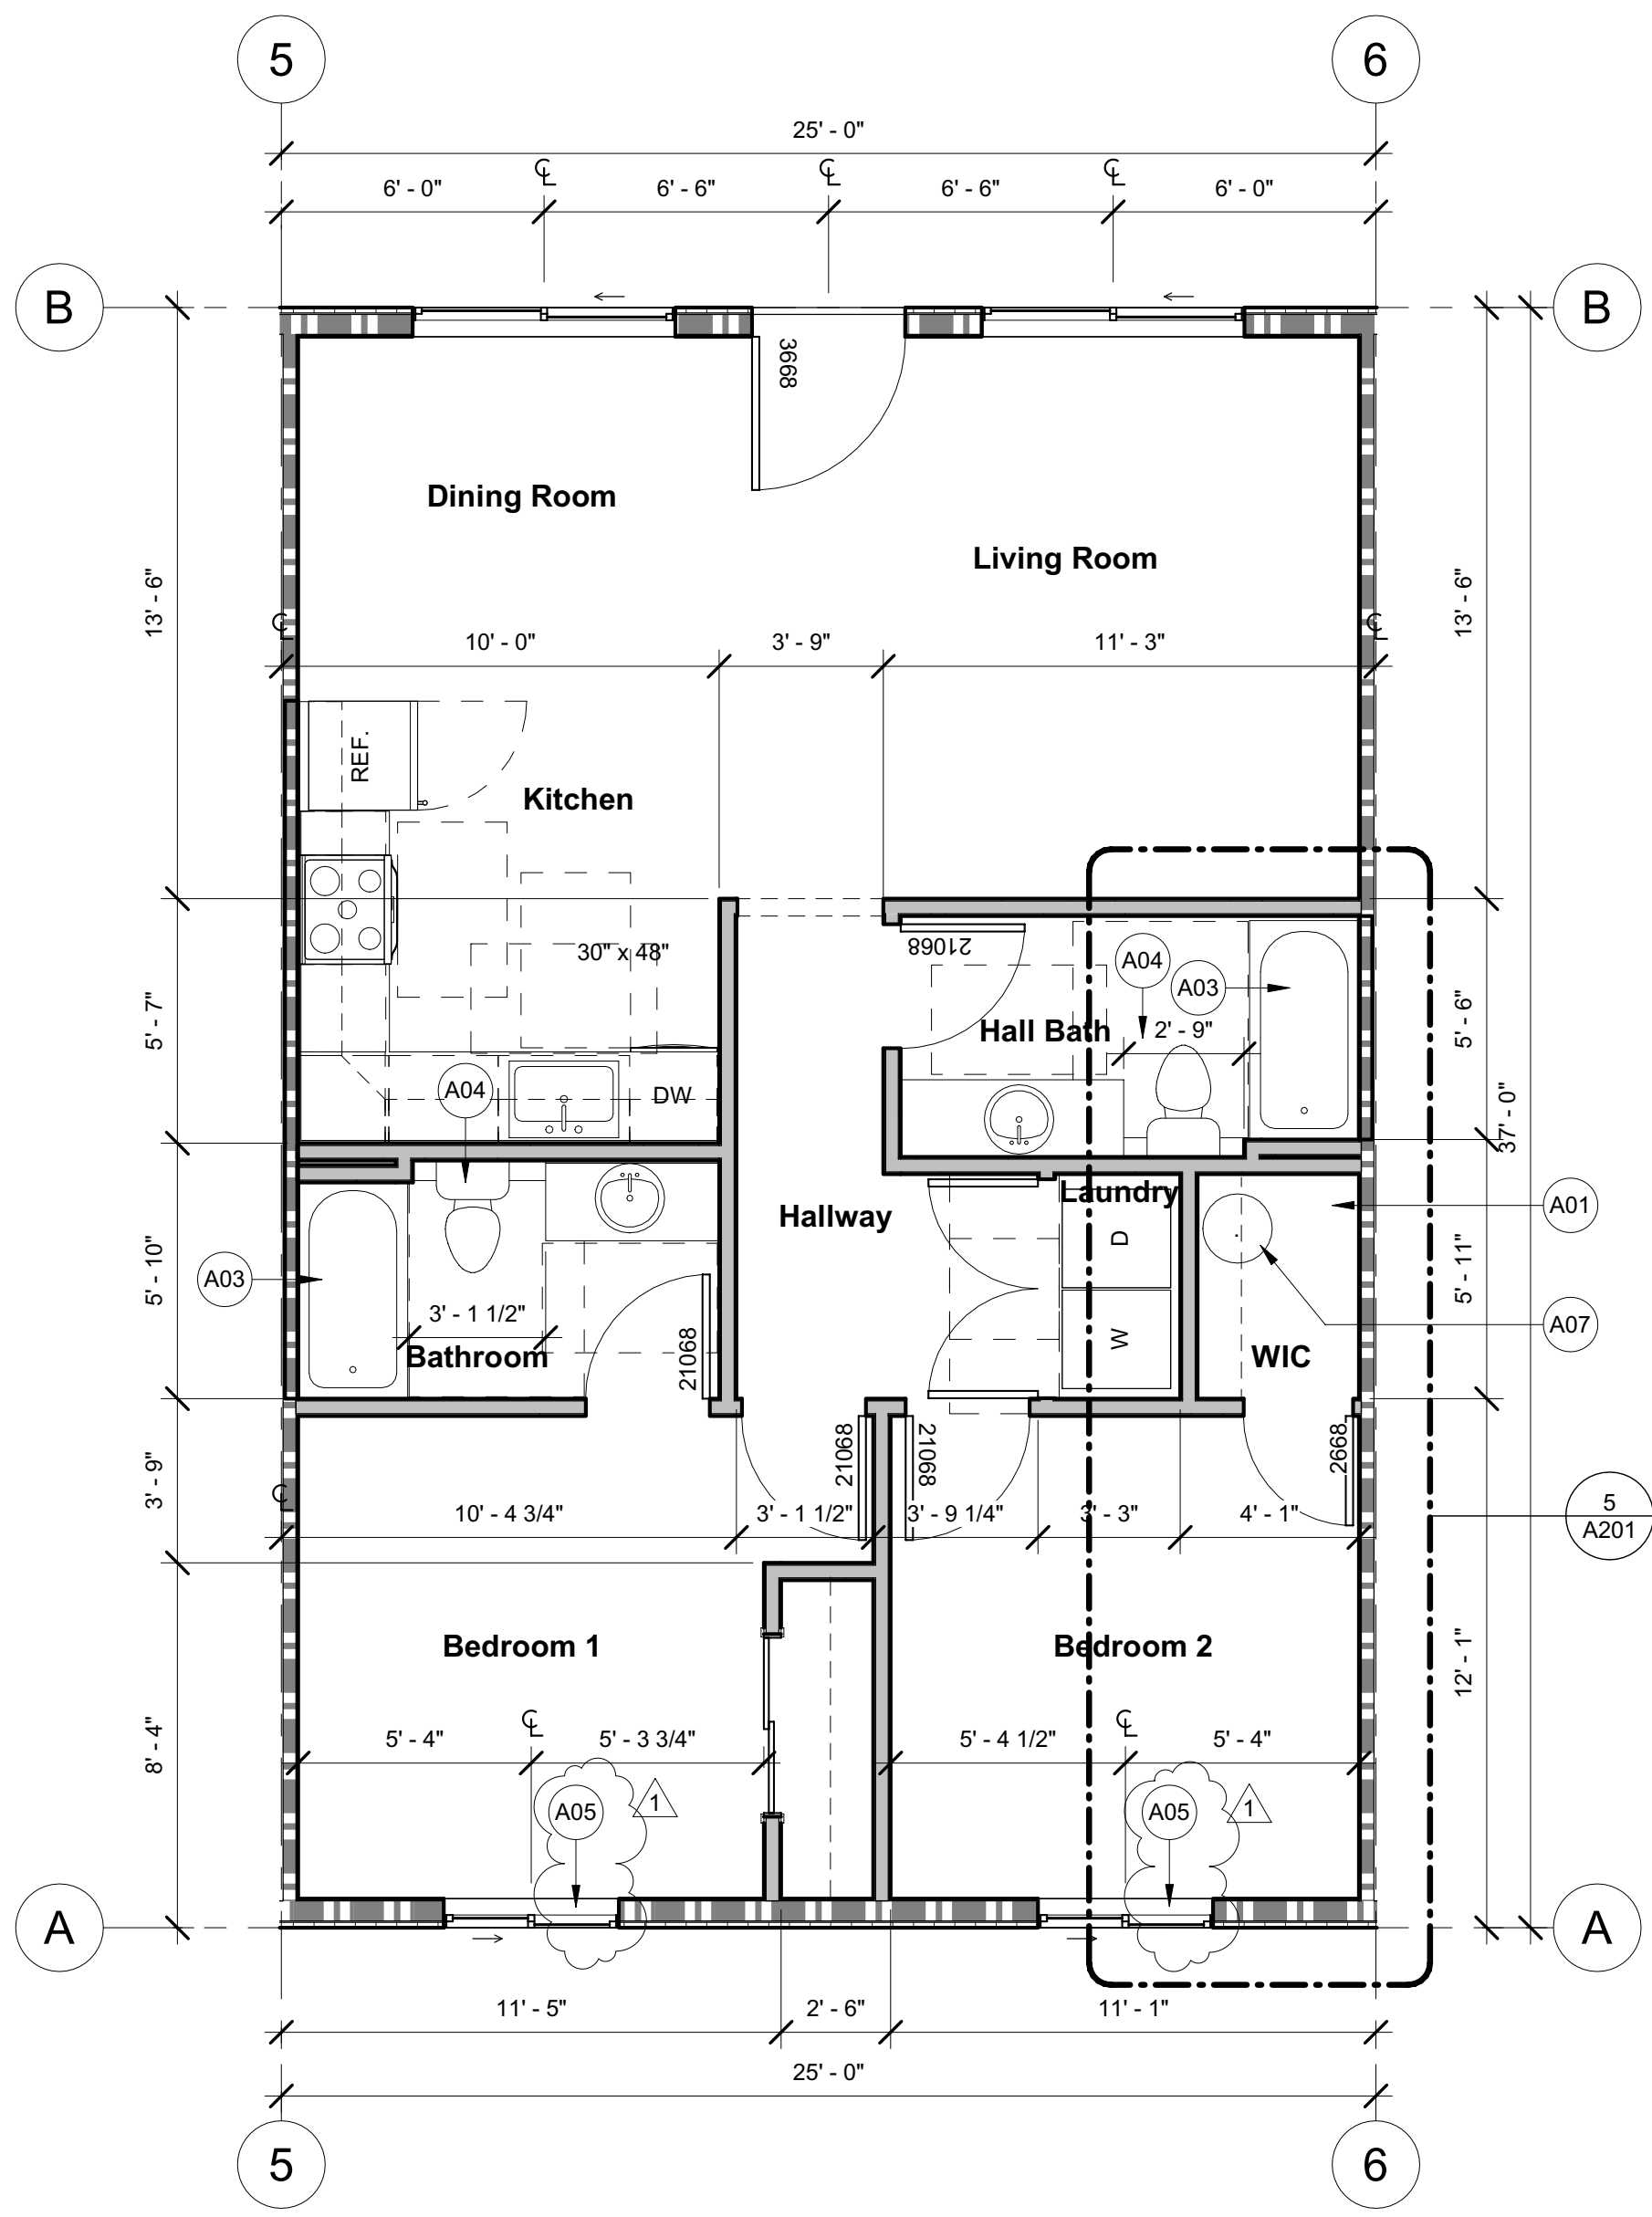 5
6
25' - 0"
6' - 0"
℄
6' - 6"
℄
6' - 6"
℄
6' - 0"
B
B
3668
Dining Room
Living Room
13' - 6"
13' - 6"
℄
℄
10' - 0"
3' - 9"
11' - 3"
REF.
Kitchen
30" x 48"
21068
A04
A03
Hall Bath
2' - 9"
5' - 7"
5' - 6"
37' - 0"
A04
DW
Laundry
Hallway
A01
D
5' - 10"
5' - 11"
A03
3' - 1 1/2"
A07
Bathroom
21068
W
WIC
21068
21068
2668
3' - 9"
℄
10' - 4 3/4"
3' - 1 1/2"
3' - 9 1/4"
3' - 3"
4' - 1"
5
A201
Bedroom 1
Bedroom 2
12' - 1"
8' - 4"
5' - 4"
℄
5' - 3 3/4"
5' - 4 1/2"
℄
5' - 4"
A05
1
A05
1
A
A
11' - 5"
2' - 6"
11' - 1"
25' - 0"
5
6